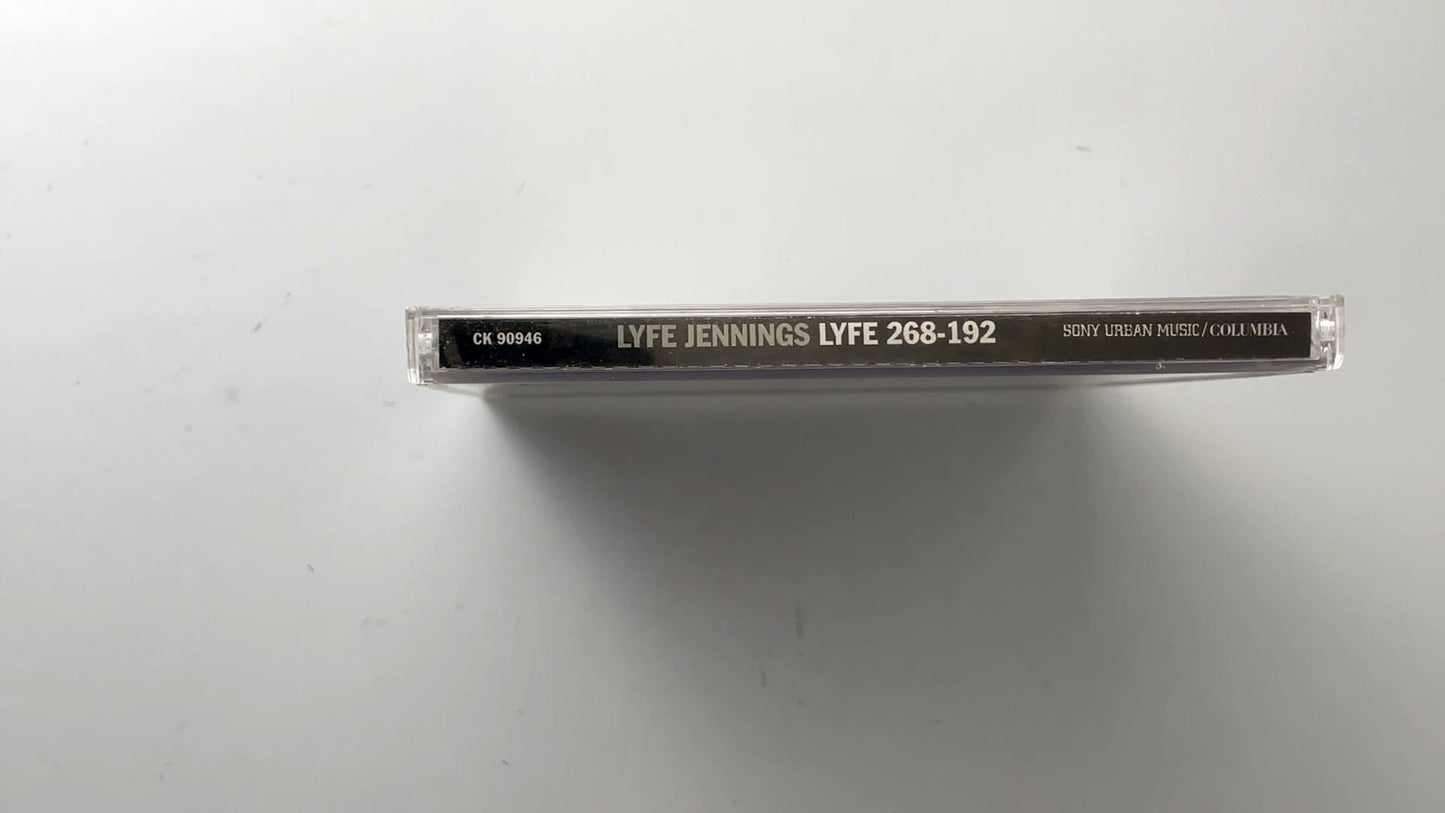 CK 90946 LYFE JENNINGS LYFE 268-192 SONY URBAN MUSIC/COLUMBIA